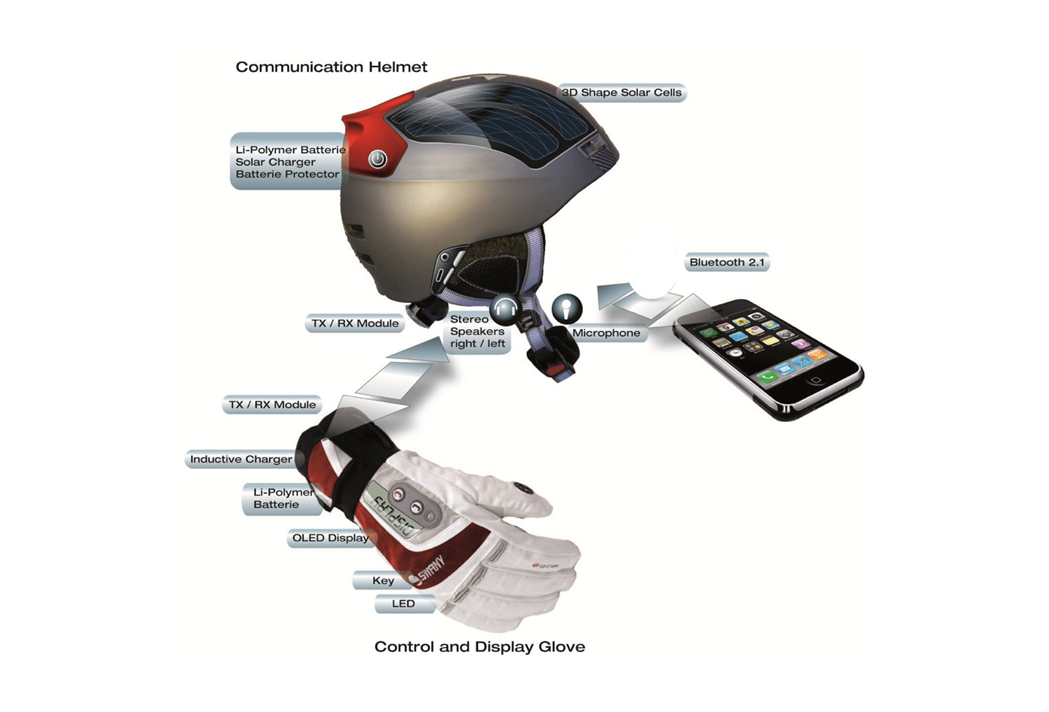 Communication Helmet
3D Shape Solar Cells
Li-Polymer Batterie
Solar Charger
Batterie Protector
Bluetooth 2.1
TX / RX Module
Stereo
Speakers
right / left
Microphone
TX / RX Module
Inductive Charger
Li-Polymer
Batterie
OLED Display
DISPLAY
Key
SWANY
LED
Control and Display Glove